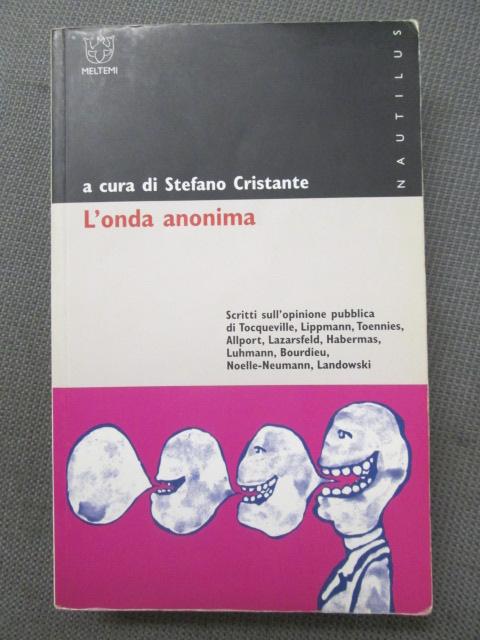 MELTEMI
NAUTILUS
a cura di Stefano Cristante
L'onda anonima
Scritti sull'opinione pubblica
di Tocqueville, Lippmann, Toennies,
Allport, Lazarsfeld, Habermas,
Luhmann, Bourdieu,
Noelle-Neumann, Landowski